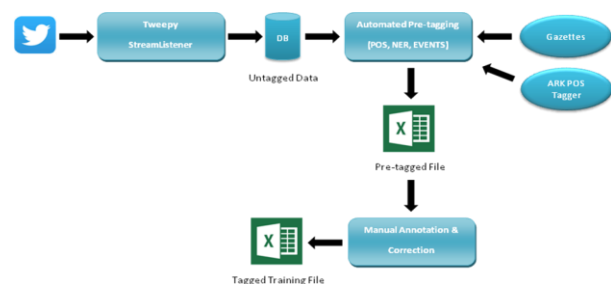 Tweepy
StreamListener
DB
Untagged Data
Automated Pre-tagging
[POS, NER, EVENTS]
Gazettes
ARK POS
Tagger
Pre-tagged File
Manual Annotation &
Correction
Tagged Training File